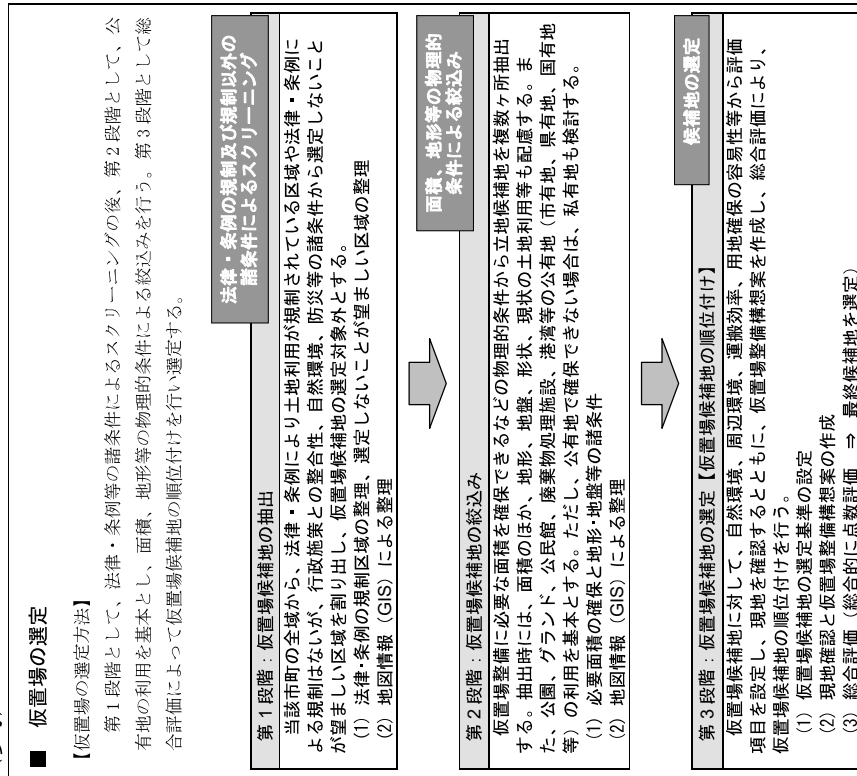 ■ 仮置場の選定
【仮置場の選定方法】
第1段階として、法律・条例等の諸条件によるスクリーニングの後、第2段階として、公
有地の利用を基本とし、面積、地形等の物理的条件による絞込みを行う。第3段階として総
合評価によって仮置場候補地の順位付けを行い選定する。
法律・条例の規制及び規制以外の
諸条件によるスクリーニング
第1段階:仮置場候補地の抽出
当該市町の全域から、法律・条例により土地利用が規制されている区域や法律・条例に
よる規制はないが、行政施策との整合性、自然環境、防災等の諸条件から選定しないこと
が望ましい区域を割り出し、仮置場候補地の選定対象外とする。
(1) 法律・条例の規制区域の整理、選定しないことが望ましい区域の整理
(2) 地図情報(GIS)による整理
面積、地形等の物理的
条件による絞込み
第2段階:仮置場候補地の絞込み
仮置場整備に必要な面積を確保できるなどの物理的条件から立地候補地を複数ヶ所抽出
する。抽出時には、面積のほか、地形、地盤、形状、現状の土地利用等も配慮する。ま
た、公園、グランド、公民館、廃棄物処理施設、港湾等の公有地(市有地、県有地、国有地
等)の利用を基本とする。ただし、公有地で確保できない場合は、私有地も検討する。
(1) 必要面積の確保と地形・地盤等の諸条件
(2) 地図情報(GIS)による整理
候補地の選定
第3段階:仮置場候補地の選定【仮置場候補地の順位付け】
仮置場候補地に対して、自然環境、周辺環境、運搬効率、用地確保の容易性等から評価
項目を設定し、現地を確認するとともに、仮置場整備構想案を作成し、総合評価により、
仮置場候補地の順位付けを行う。
(1) 仮置場候補地の選定基準の設定
(2) 現地確認と仮置場整備構想案の作成
(3) 総合評価(総合的に点数評価 ⇒ 最終候補地を選定)